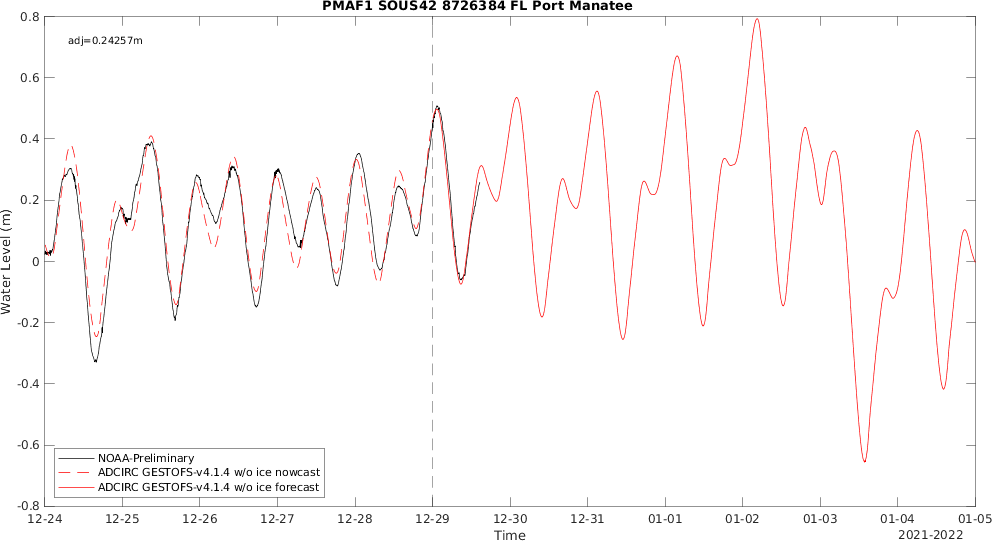 PMAF1 SOUS42 8726384 FL Port Manatee
adj=0.24257m
0.8
0.6
0.4
0.2
0
-0.2
-0.4
-0.6
-0.8
Water Level (m)
NOAA-Preliminary
ADCIRC GESTOFS-v4.1.4 w/o ice nowcast
ADCIRC GESTOFS-v4.1.4 w/o ice forecast
12-24 12-25 12-26 12-27 12-28 12-29 12-30 12-31 01-01 01-02 01-03 01-04 01-05
Time
2021-2022